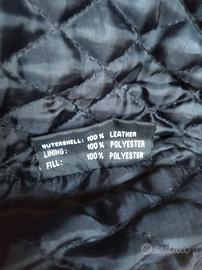 OUTERSHELL: 100% LEATHER
LINING: 100% POLYESTER
FILL: 100% POLYESTER
subito